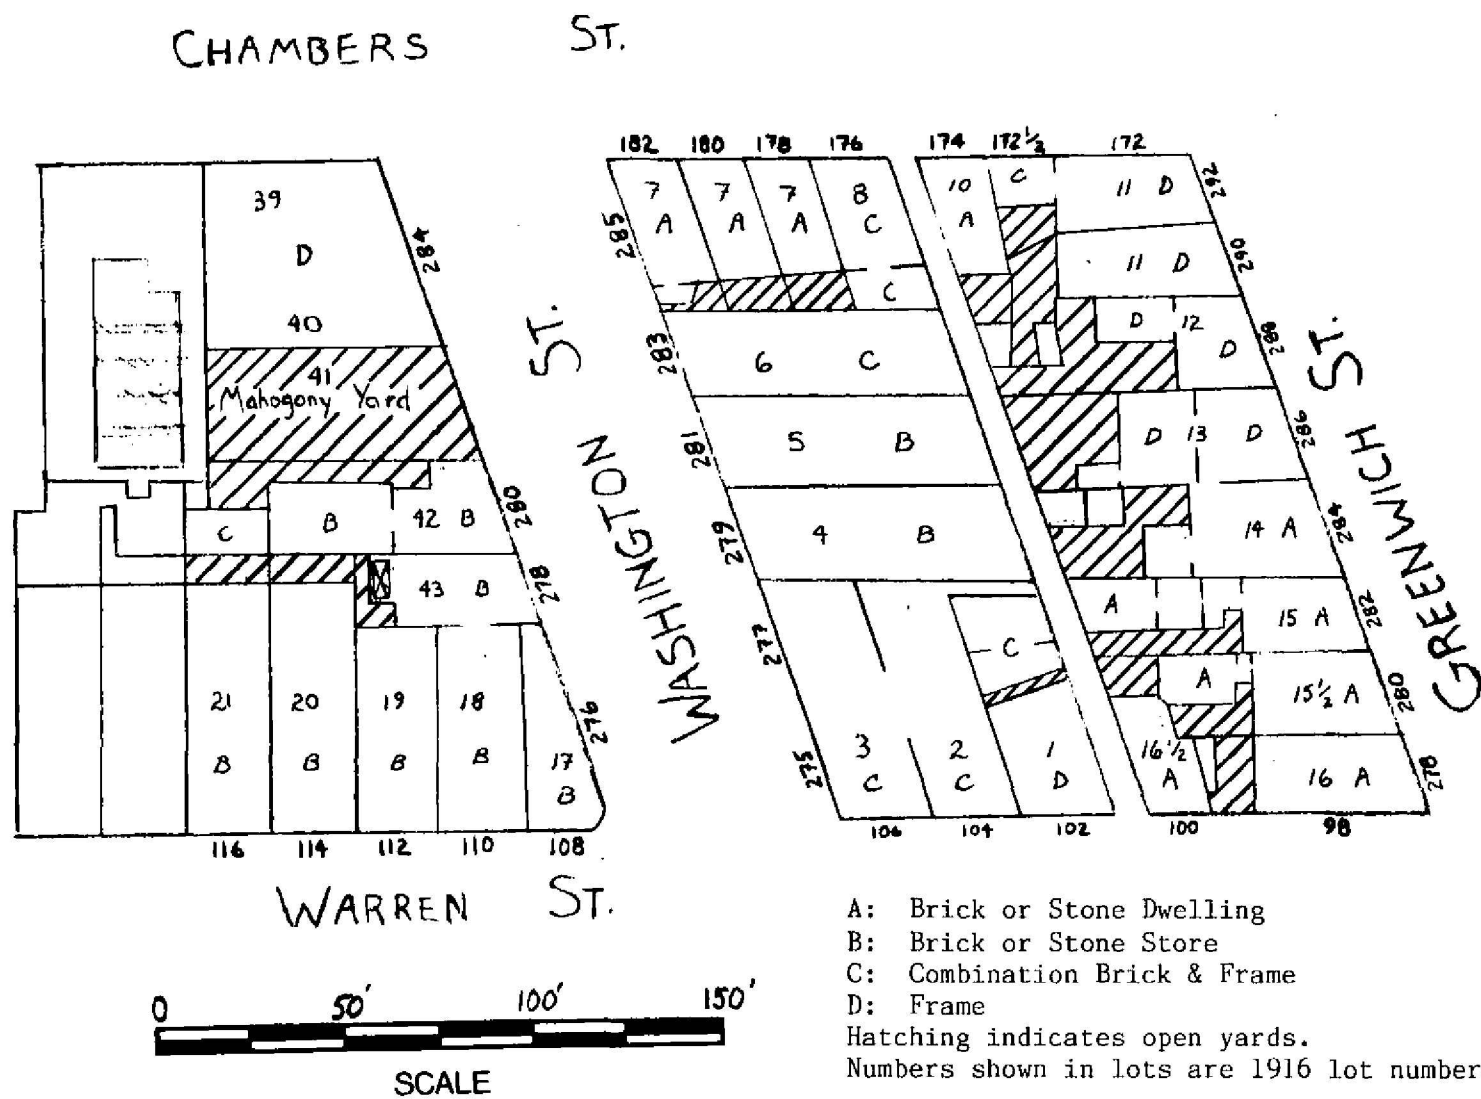 CHAMBERS ST.
182 180 178 176 174 172½ 172
39
D
284
40
41
Mahogony Yard
C B 42 B
280
43 B
278
21 20 19 18 17
B B B B B
276
116 114 112 110 108
WASHINGTON ST.
7 7 7 8
A A A C
285
C
283
6 C
281
5 B
279
4 B
277
C
275
3 2 1
C C D
106 104 102
10 C 11 D
A
292
11 D
290
D 12 D
288
D 13 D
286
14 A
284
A 15 A
282
A 15½ A
280
16½ A 16 A
278
100 98
GREENWICH ST.
WARREN ST.
0 50' 100' 150'
SCALE
A: Brick or Stone Dwelling
B: Brick or Stone Store
C: Combination Brick & Frame
D: Frame
Hatching indicates open yards.
Numbers shown in lots are 1916 lot number